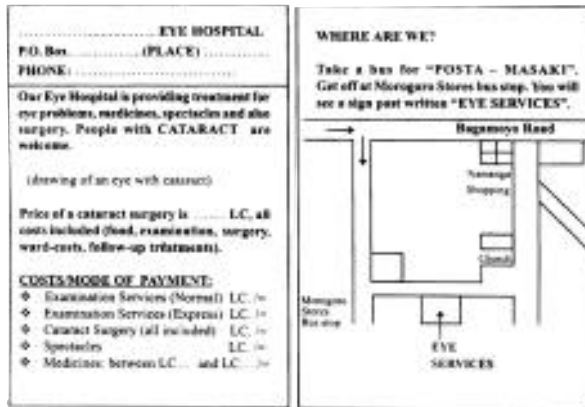 .............................. EYE HOSPITAL
P.O. Box.................(PLACE) ................
PHONE: ......................................
Our Eye Hospital is providing treatment for
eye problems, medicines, spectacles and also
surgery. People with CATARACT are
welcome.
(drawing of an eye with cataract)
Price of a cataract surgery is ........ LC, all
costs included (food, examination, surgery,
ward-costs, follow-up tritatments).
COSTS/MODE OF PAYMENT:
❖ Examination Services (Normal) LC. /=
❖ Examination Services (Express) LC. /=
❖ Cataract Surgery (all included) LC. /=
❖ Spectacles LC. /=
❖ Medicines: between LC... and LC.../=
WHERE ARE WE?
Take a bus for "POSTA – MASAKI".
Get off at Morogoro Stores bus stop. You will
see a sign post written "EYE SERVICES".
Bagamoyo Road
Namanga
Shopping
Church
Morogoro
Stores
Bus stop
EYE
SERVICES